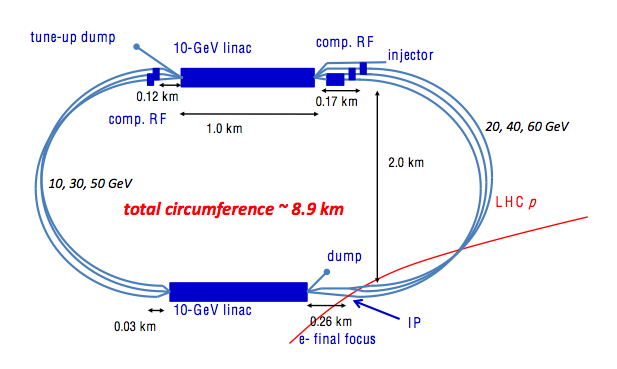 tune-up dump
10-GeV linac
comp. RF
injector
0.12 km
comp. RF
1.0 km
0.17 km
20, 40, 60 GeV
2.0 km
10, 30, 50 GeV
total circumference ~ 8.9 km
LHC p
dump
10-GeV linac
0.03 km
0.26 km
IP
e- final focus